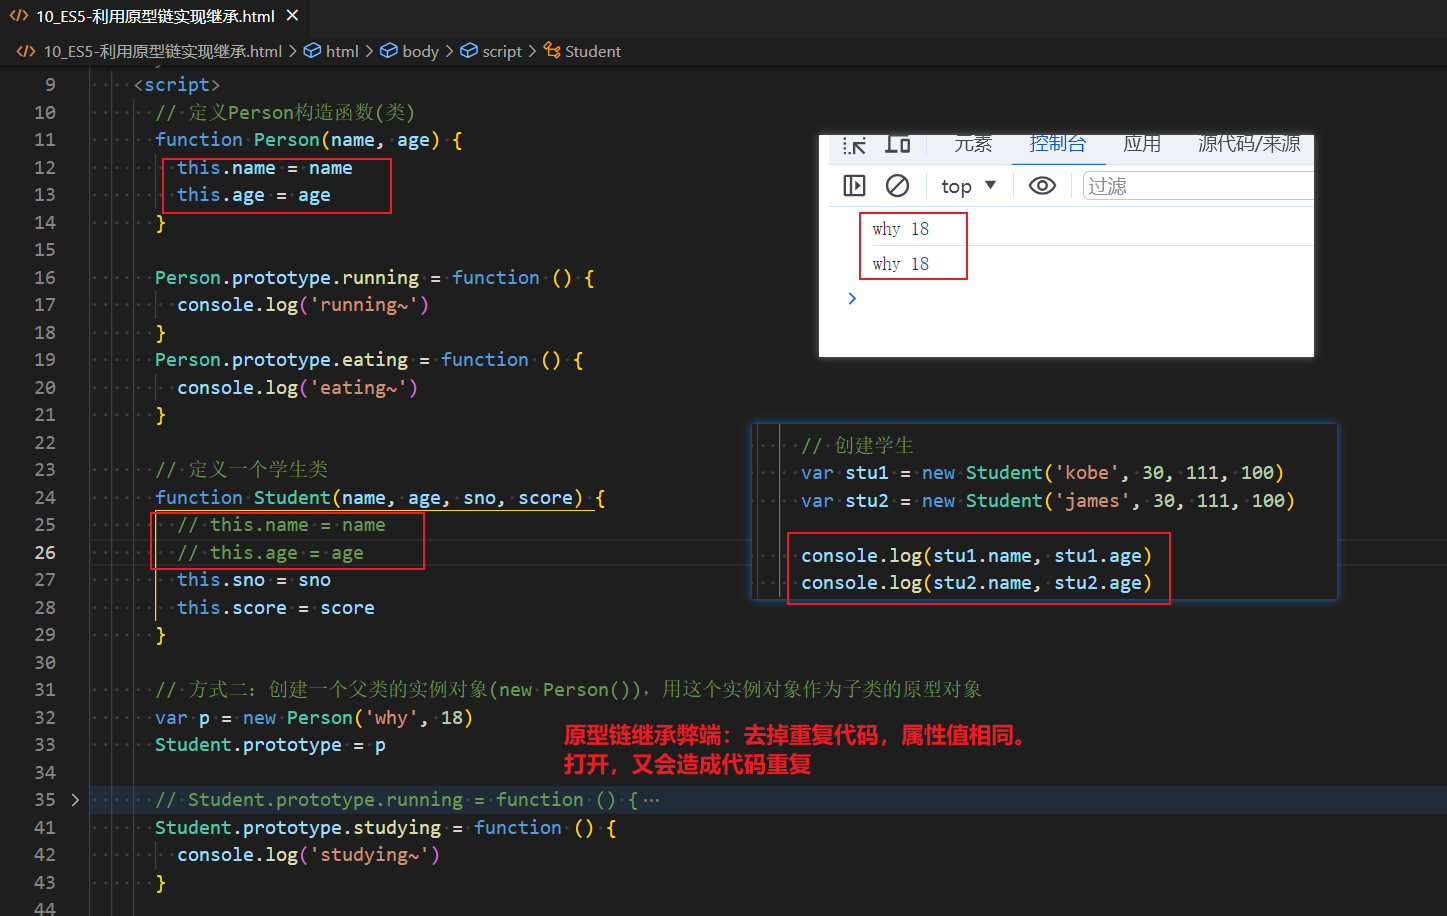 10_ES5-利用原型链实现继承.html
10_ES5-利用原型链实现继承.html > html > body > script > Student
9 <script>
10 // 定义Person构造函数(类)
11 function Person(name, age) {
12 this.name = name
13 this.age = age
14 }
15
16 Person.prototype.running = function () {
17 console.log('running~')
18 }
19 Person.prototype.eating = function () {
20 console.log('eating~')
21 }
22
23 // 定义一个学生类
24 function Student(name, age, sno, score) {
25 // this.name = name
26 // this.age = age
27 this.sno = sno
28 this.score = score
29 }
30
31 // 方式二: 创建一个父类的实例对象(new Person()), 用这个实例对象作为子类的原型对象
32 var p = new Person('why', 18)
33 Student.prototype = p
34
35 // Student.prototype.running = function () {…
41 Student.prototype.studying = function () {
42 console.log('studying~')
43 }
44
元素 控制台 应用 源代码/来源
top 过滤
why 18
why 18
// 创建学生
var stu1 = new Student('kobe', 30, 111, 100)
var stu2 = new Student('james', 30, 111, 100)
console.log(stu1.name, stu1.age)
console.log(stu2.name, stu2.age)
原型链继承弊端：去掉重复代码，属性值相同。
打开，又会造成代码重复